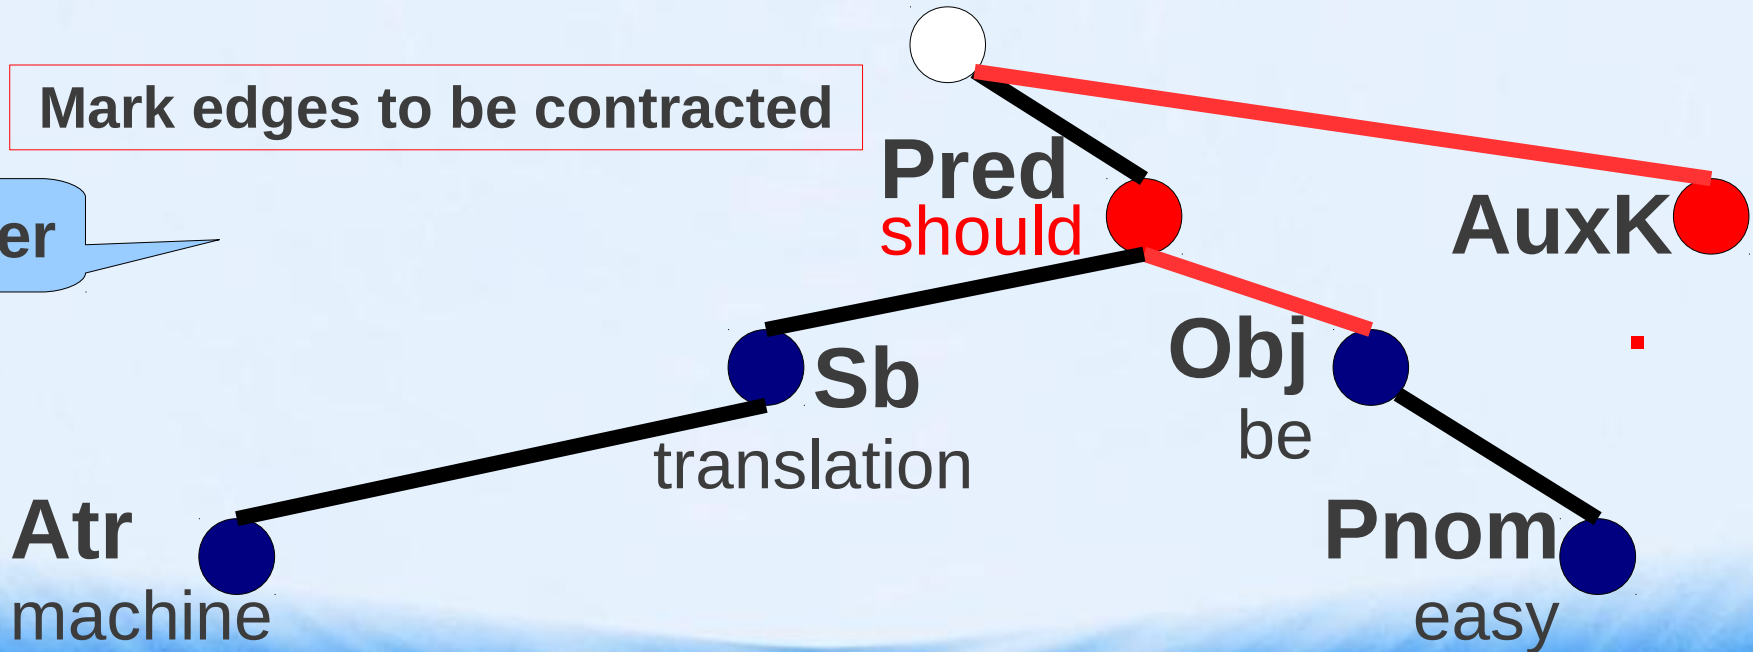 Mark edges to be contracted
Pred
should
AuxK
er
Sb
translation
Obj
be
.
Atr
machine
Pnom
easy